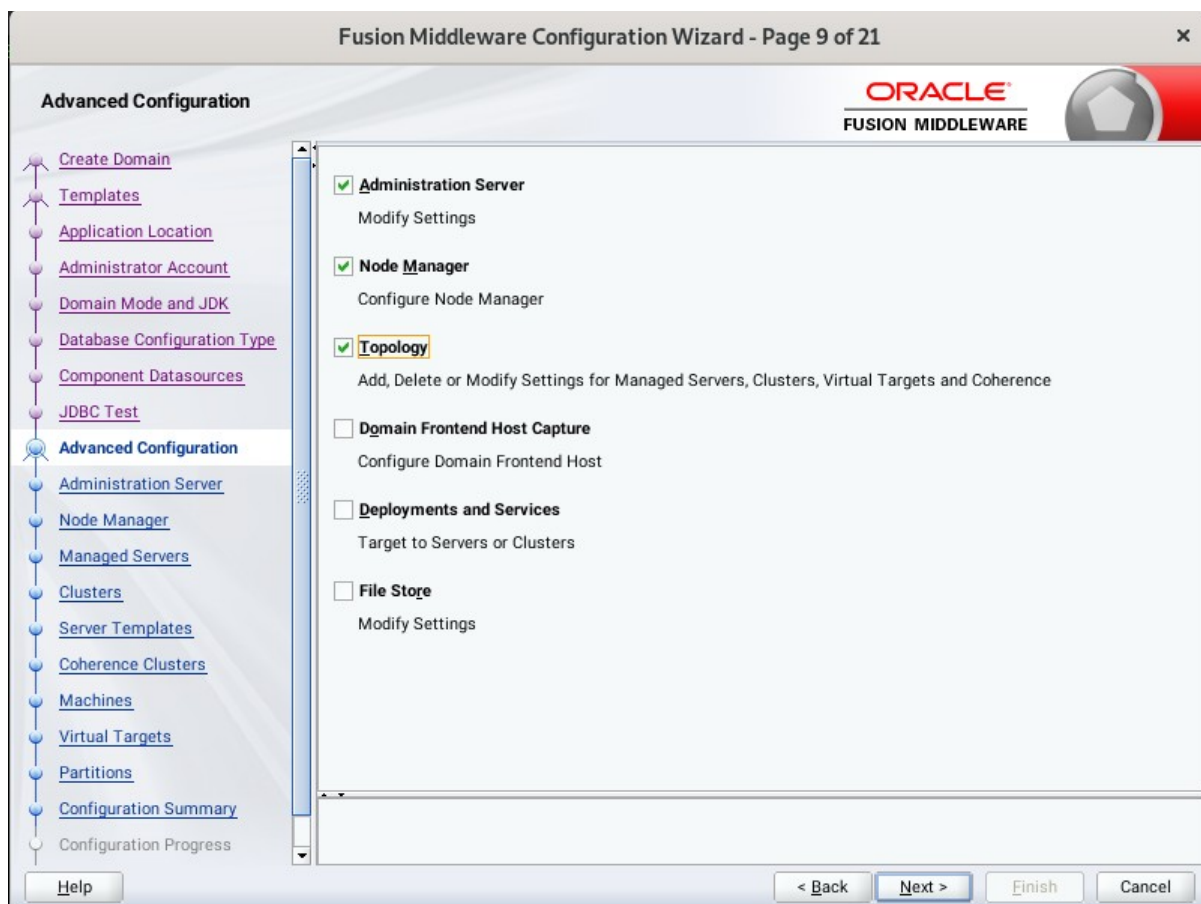 Fusion Middleware Configuration Wizard - Page 9 of 21
×
Advanced Configuration
ORACLE
FUSION MIDDLEWARE
Create Domain
Templates
Application Location
Administrator Account
Domain Mode and JDK
Database Configuration Type
Component Datasources
JDBC Test
Advanced Configuration
Administration Server
Node Manager
Managed Servers
Clusters
Server Templates
Coherence Clusters
Machines
Virtual Targets
Partitions
Configuration Summary
Configuration Progress
Administration Server
Modify Settings
Node Manager
Configure Node Manager
Topology
Add, Delete or Modify Settings for Managed Servers, Clusters, Virtual Targets and Coherence
Domain Frontend Host Capture
Configure Domain Frontend Host
Deployments and Services
Target to Servers or Clusters
File Store
Modify Settings
Help
< Back
Next >
Finish
Cancel